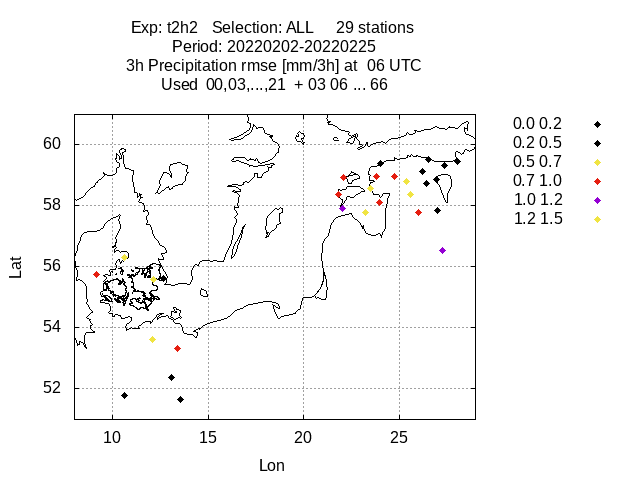 Exp: t2h2   Selection: ALL     29 stations
Period: 20220202-20220225
3h Precipitation rmse [mm/3h] at  06 UTC
Used  00,03,...,21  + 03 06 ... 66
0.0 0.2
0.2 0.5
0.5 0.7
0.7 1.0
1.0 1.2
1.2 1.5
60
58
56
54
52
Lat
10 15 20 25
Lon